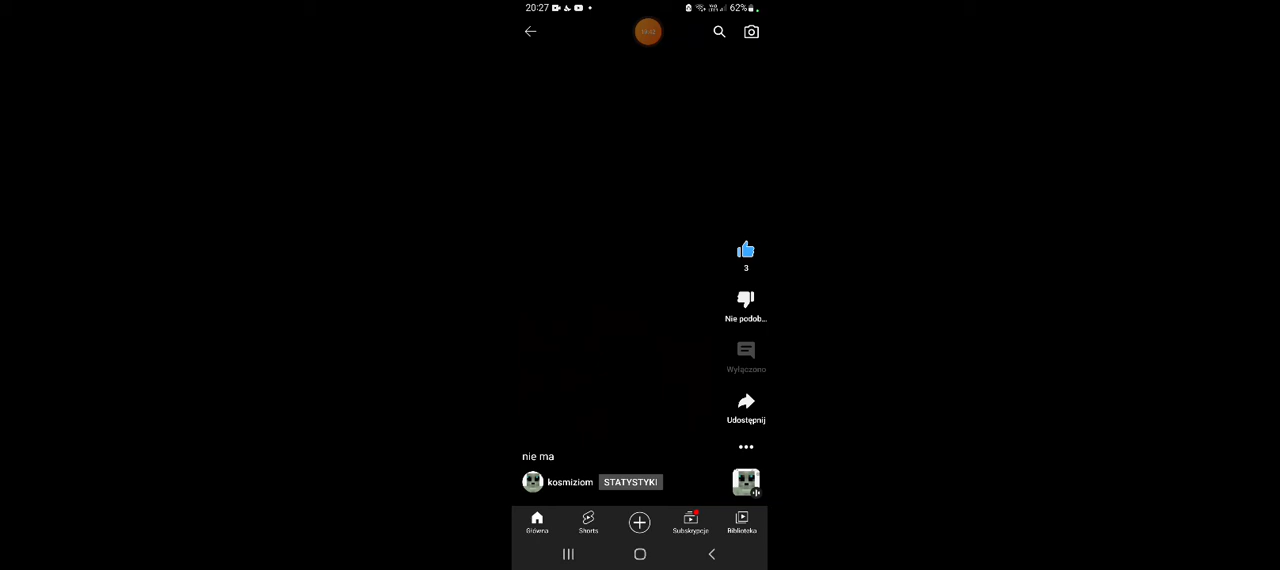 20:27
62%
3
Nie podob...
Wyłączono
Udostępnij
nie ma
kosmiziom STATYSTYKI
Główna Shorts Subskrypcje Biblioteka